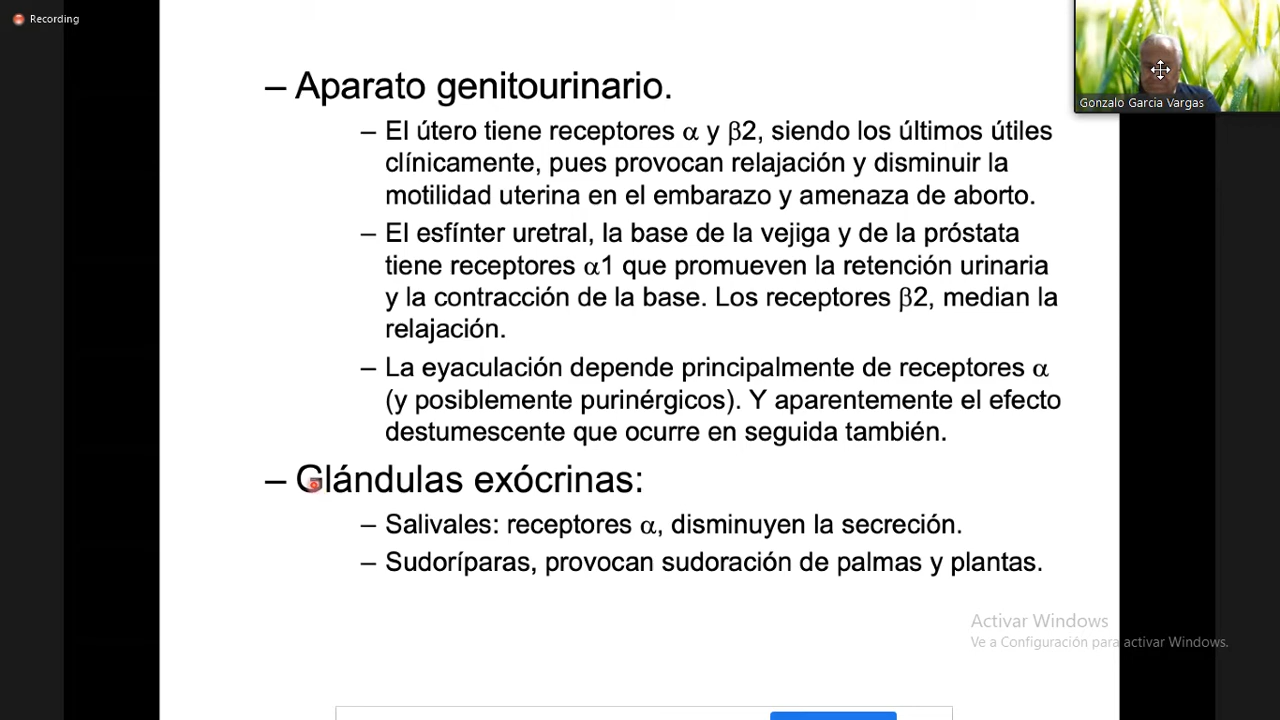 Recording
– Aparato genitourinario.
– El útero tiene receptores α y β2, siendo los últimos útiles
clínicamente, pues provocan relajación y disminuir la
motilidad uterina en el embarazo y amenaza de aborto.
– El esfínter uretral, la base de la vejiga y de la próstata
tiene receptores α1 que promueven la retención urinaria
y la contracción de la base. Los receptores β2, median la
relajación.
– La eyaculación depende principalmente de receptores α
(y posiblemente purinérgicos). Y aparentemente el efecto
destumescente que ocurre en seguida también.
– Glándulas exócrinas:
– Salivales: receptores α, disminuyen la secreción.
– Sudoríparas, provocan sudoración de palmas y plantas.
Gonzalo Garcia Vargas
Activar Windows
Ve a Configuración para activar Windows.